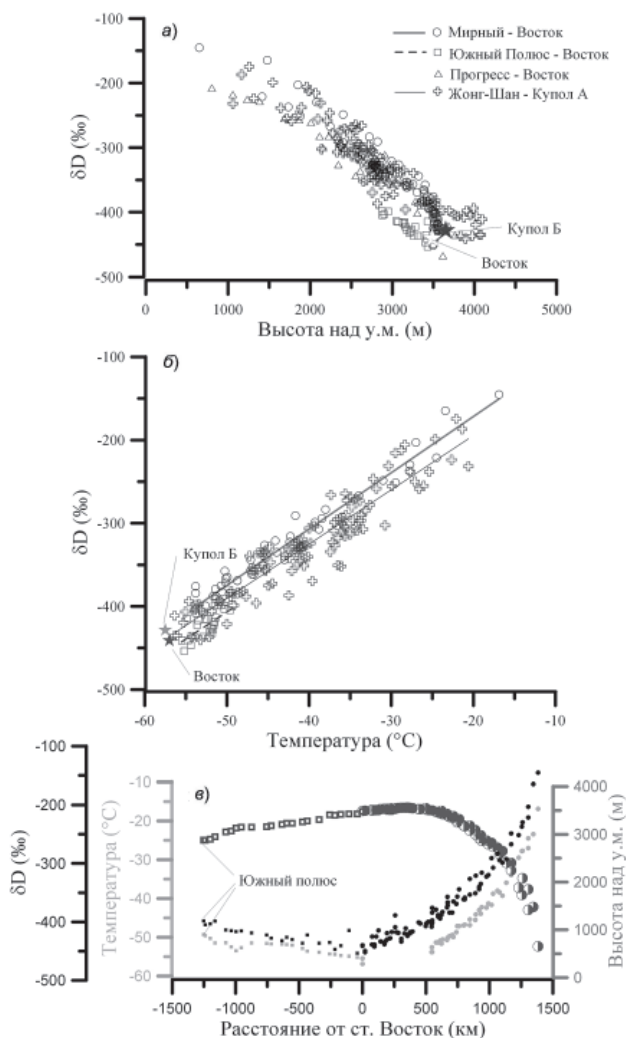 а)
Мирный - Восток
Южный Полюс - Восток
Прогресс - Восток
Жонг-Шан - Купол А
-100
-200
-300
-400
-500
δD (‰)
Купол Б
Восток
0 1000 2000 3000 4000 5000
Высота над у.м. (м)
б)
-100
-200
-300
-400
-500
δD (‰)
Купол Б
Восток
-60 -50 -40 -30 -20 -10
Температура (°C)
в)
-100
-200
-300
-400
-500
δD (‰)
-10
-20
-30
-40
-50
-60
Температура (°C)
Южный полюс
4000
3000
2000
1000
0
Высота над у.м. (м)
-1500 -1000 -500 0 500 1000 1500
Расстояние от ст. Восток (км)